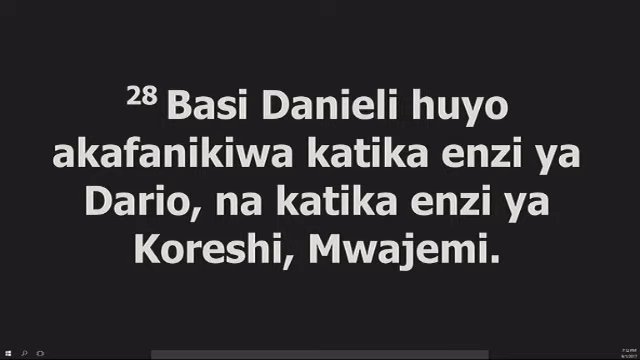 28 Basi Danieli huyo
akafanikiwa katika enzi ya
Dario, na katika enzi ya
Koreshi, Mwajemi.